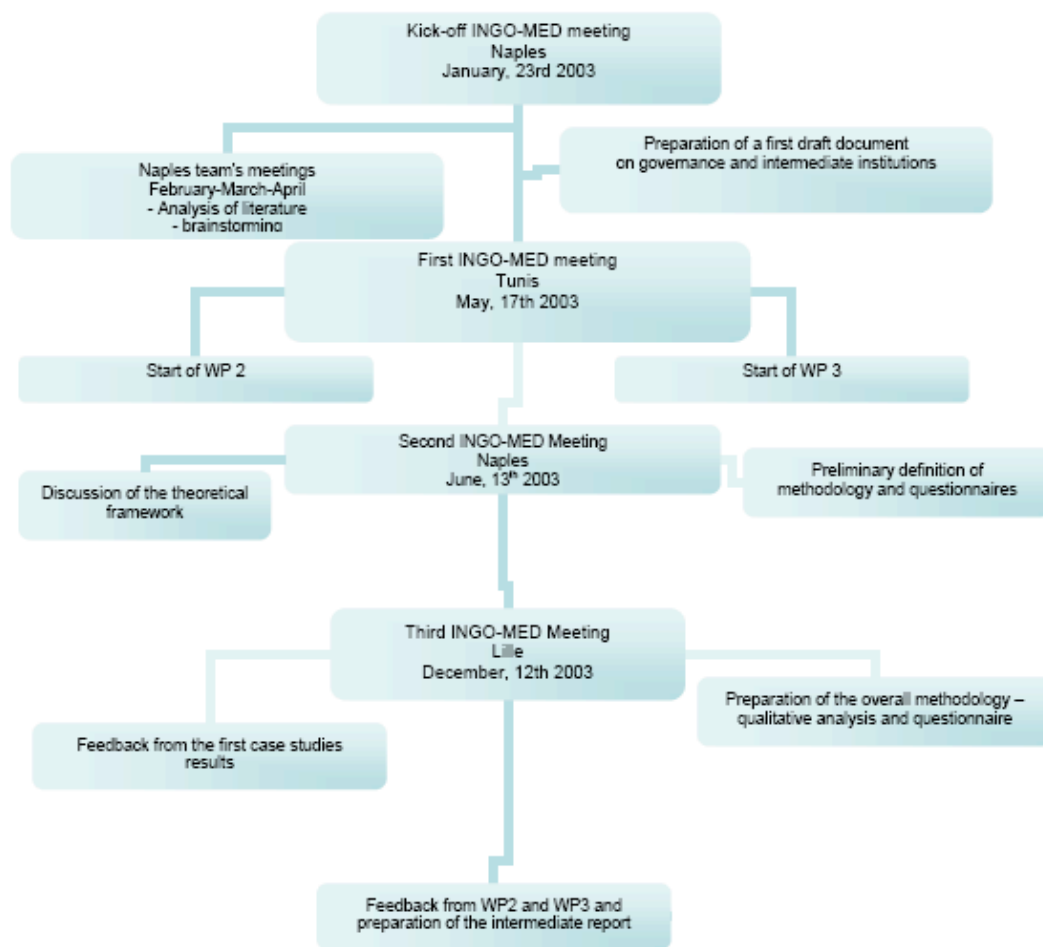 Kick-off INGO-MED meeting
Naples
January, 23rd 2003
Naples team's meetings
February-March-April
- Analysis of literature
- brainstorming
Preparation of a first draft document
on governance and intermediate institutions
First INGO-MED meeting
Tunis
May, 17th 2003
Start of WP 2
Start of WP 3
Second INGO-MED Meeting
Naples
June, 13th 2003
Discussion of the theoretical
framework
Preliminary definition of
methodology and questionnaires
Third INGO-MED Meeting
Lille
December, 12th 2003
Feedback from the first case studies
results
Preparation of the overall methodology –
qualitative analysis and questionnaire
Feedback from WP2 and WP3 and
preparation of the intermediate report